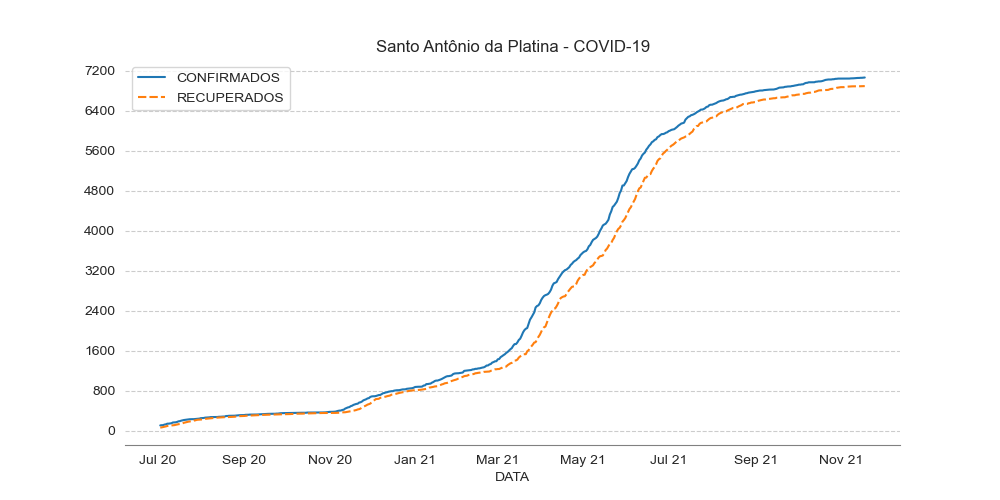 Santo Antônio da Platina - COVID-19
CONFIRMADOS
RECUPERADOS
7200
6400
5600
4800
4000
3200
2400
1600
800
0
Jul 20 Sep 20 Nov 20 Jan 21 Mar 21 May 21 Jul 21 Sep 21 Nov 21
DATA